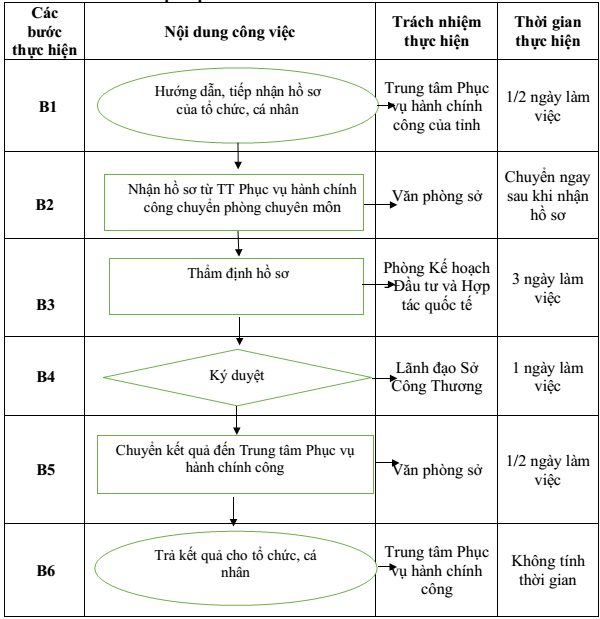 Các
bước
thực hiện
Nội dung công việc
Trách nhiệm
thực hiện
Thời gian
thực hiện
B1
Hướng dẫn, tiếp nhận hồ sơ
của tổ chức, cá nhân
Trung tâm Phục
vụ hành chính
công của tỉnh
1/2 ngày làm
việc
B2
Nhận hồ sơ từ TT Phục vụ hành chính
công chuyển phòng chuyên môn
Văn phòng sở
Chuyển ngay
sau khi nhận
hồ sơ
B3
Thẩm định hồ sơ
Phòng Kế hoạch
- Đầu tư và Hợp
tác quốc tế
3 ngày làm
việc
B4
Ký duyệt
Lãnh đạo Sở
Công Thương
1 ngày làm
việc
B5
Chuyển kết quả đến Trung tâm Phục vụ
hành chính công
Văn phòng sở
1/2 ngày làm
việc
B6
Trả kết quả cho tổ chức, cá
nhân
Trung tâm Phục
vụ hành chính
công
Không tính
thời gian